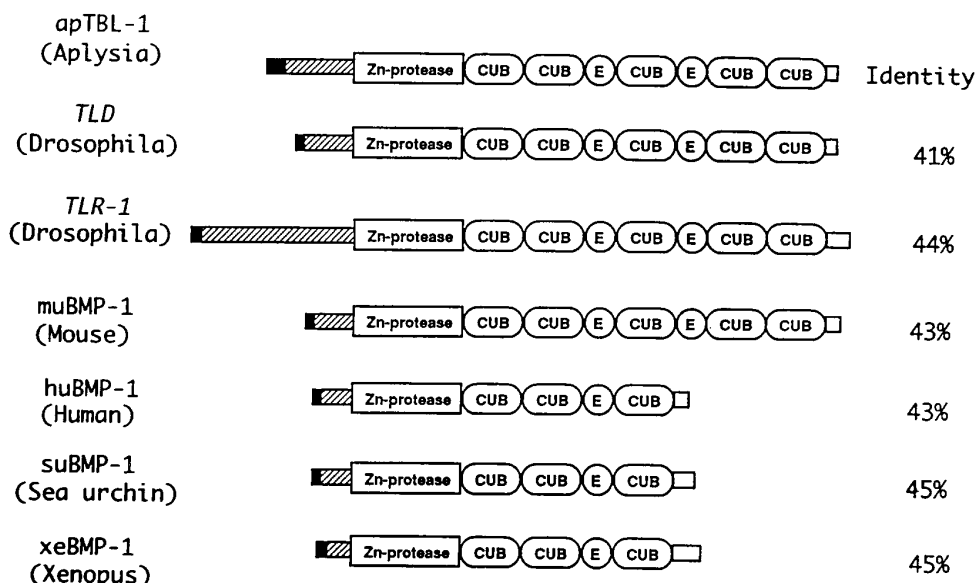 apTBL-1
(Aplysia)
Zn-protease CUB CUB E CUB E CUB CUB
Identity
TLD
(Drosophila)
Zn-protease CUB CUB E CUB E CUB CUB
41%
TLR-1
(Drosophila)
Zn-protease CUB CUB E CUB E CUB CUB
44%
muBMP-1
(Mouse)
Zn-protease CUB CUB E CUB E CUB CUB
43%
huBMP-1
(Human)
Zn-protease CUB CUB E CUB
43%
suBMP-1
(Sea urchin)
Zn-protease CUB CUB E CUB
45%
xeBMP-1
(Xenopus)
Zn-protease CUB CUB E CUB
45%